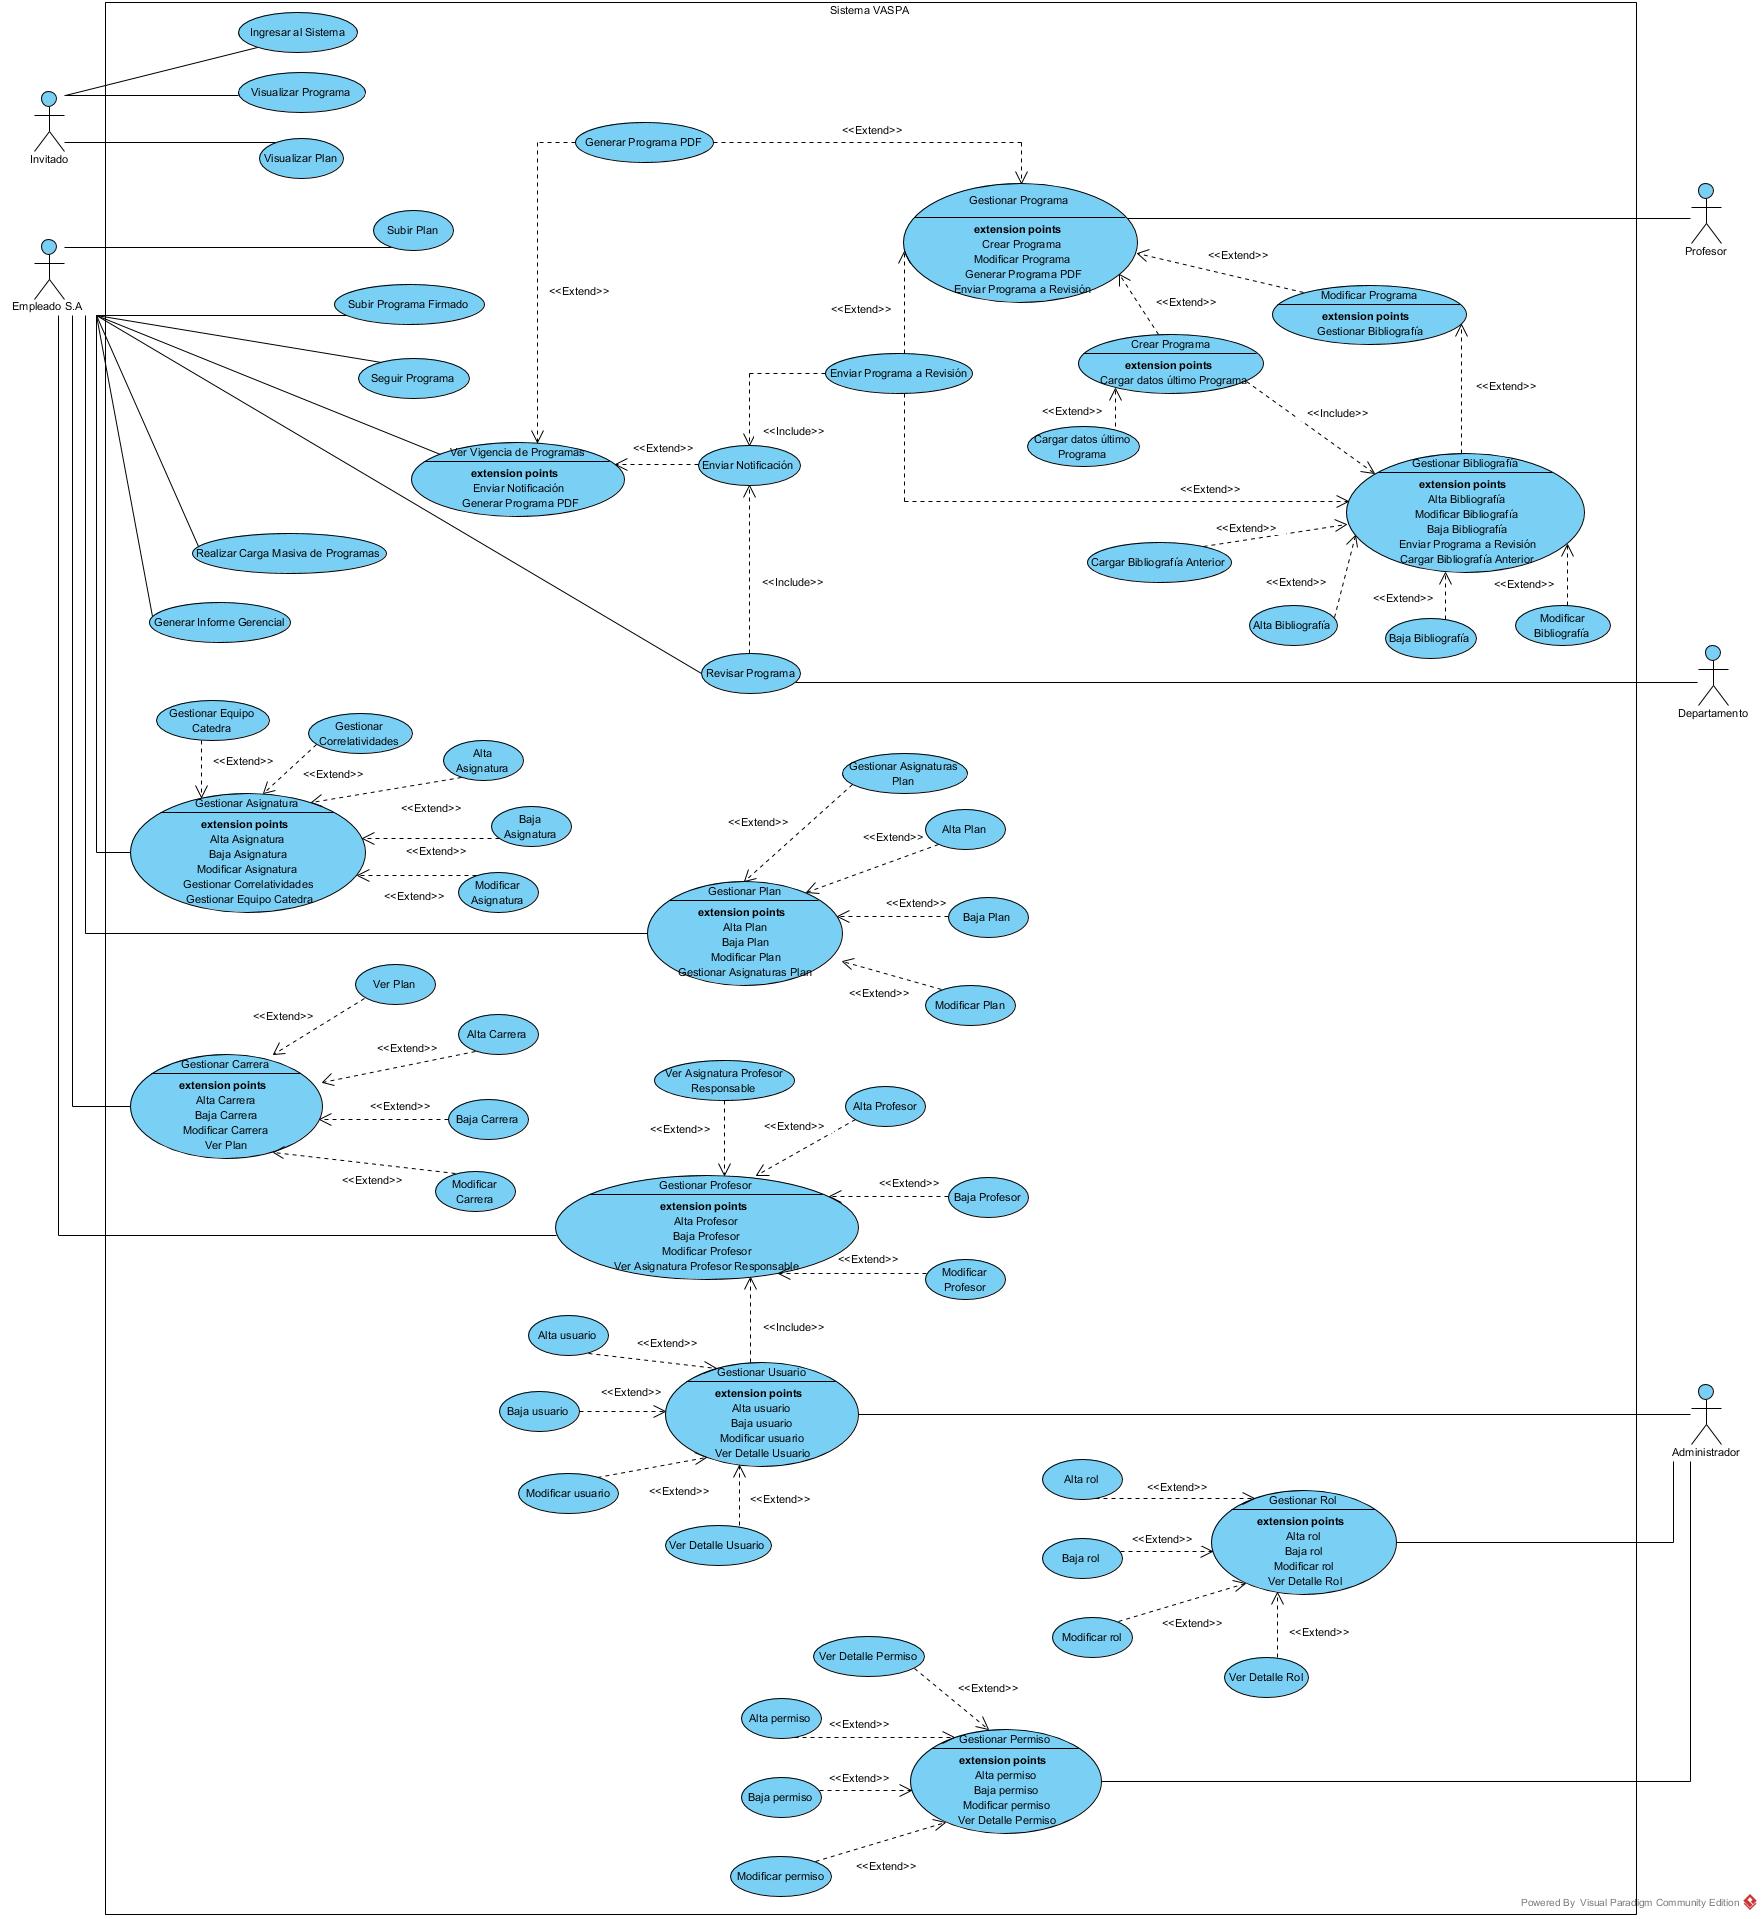 Sistema VASPA
Ingresar al Sistema
Visualizar Programa
Invitado
Visualizar Plan
Generar Programa PDF
<<Extend>>
Gestionar Programa
extension points
Crear Programa
Modificar Programa
Generar Programa PDF
Enviar Programa a Revisión
Profesor
Subir Plan
Empleado S.A
<<Extend>>
<<Extend>>
Subir Programa Firmado
<<Extend>>
<<Extend>>
Modificar Programa
extension points
Gestionar Bibliografía
Crear Programa
extension points
Cargar datos último Programa
Seguir Programa
Enviar Programa a Revisión
<<Extend>>
<<Extend>>
<<Include>>
<<Include>>
Cargar datos último
Programa
Ver Vigencia de Programas
extension points
Enviar Notificación
Generar Programa PDF
<<Extend>>
Enviar Notificación
Gestionar Bibliografía
extension points
Alta Bibliografía
Modificar Bibliografía
Baja Bibliografía
Enviar Programa a Revisión
Cargar Bibliografía Anterior
<<Extend>>
<<Extend>>
Realizar Carga Masiva de Programas
Cargar Bibliografía Anterior
<<Include>>
<<Extend>>
<<Extend>>
<<Extend>>
Generar Informe Gerencial
Alta Bibliografía
Baja Bibliografía
Modificar
Bibliografía
Revisar Programa
Departamento
Gestionar Equipo
Catedra
Gestionar
Correlatividades
Alta
Asignatura
<<Extend>>
<<Extend>>
Gestionar Asignatura
extension points
Alta Asignatura
Baja Asignatura
Modificar Asignatura
Gestionar Correlatividades
Gestionar Equipo Catedra
<<Extend>>
Baja
Asignatura
<<Extend>>
Modificar
Asignatura
<<Extend>>
Gestionar Asignaturas
Plan
<<Extend>>
<<Extend>>
Alta Plan
Gestionar Plan
extension points
Alta Plan
Baja Plan
Modificar Plan
Gestionar Asignaturas Plan
<<Extend>>
Baja Plan
<<Extend>>
Modificar Plan
Ver Plan
<<Extend>>
Alta Carrera
<<Extend>>
Gestionar Carrera
extension points
Alta Carrera
Baja Carrera
Modificar Carrera
Ver Plan
<<Extend>>
Baja Carrera
<<Extend>>
Modificar
Carrera
Ver Asignatura Profesor
Responsable
Alta Profesor
<<Extend>>
<<Extend>>
Gestionar Profesor
extension points
Alta Profesor
Baja Profesor
Modificar Profesor
Ver Asignatura Profesor Responsable
<<Extend>>
Baja Profesor
<<Extend>>
Modificar
Profesor
<<Include>>
Alta usuario
<<Extend>>
Gestionar Usuario
extension points
Alta usuario
Baja usuario
Modificar usuario
Ver Detalle Usuario
<<Extend>>
Baja usuario
Modificar usuario
<<Extend>>
<<Extend>>
Ver Detalle Usuario
Administrador
Alta rol
<<Extend>>
Gestionar Rol
extension points
Alta rol
Baja rol
Modificar rol
Ver Detalle Rol
<<Extend>>
Baja rol
<<Extend>>
<<Extend>>
Modificar rol
Ver Detalle Rol
Ver Detalle Permiso
<<Extend>>
Alta permiso
<<Extend>>
Gestionar Permiso
extension points
Alta permiso
Baja permiso
Modificar permiso
Ver Detalle Permiso
<<Extend>>
Baja permiso
<<Extend>>
Modificar permiso
Powered By Visual Paradigm Community Edition